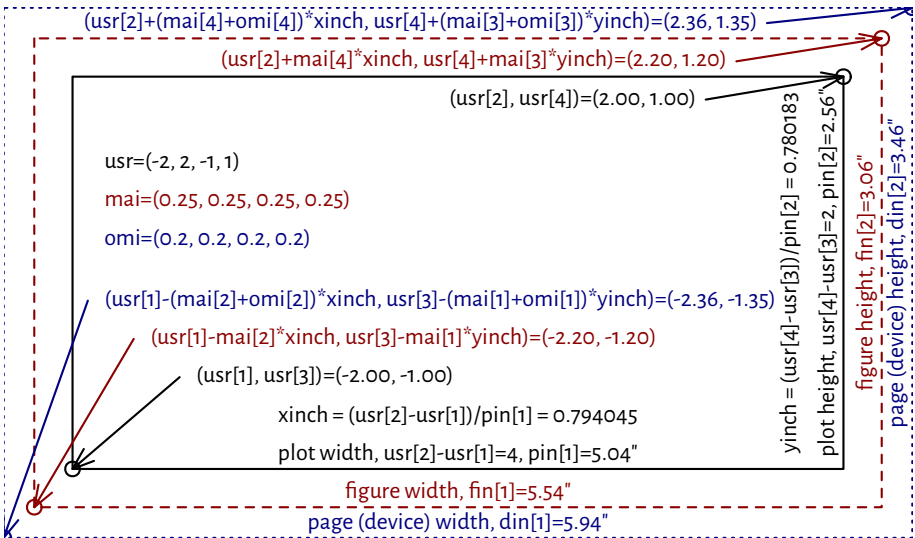 (usr[2]+(mai[4]+omi[4])*xinch, usr[4]+(mai[3]+omi[3])*yinch)=(2.36, 1.35)
(usr[2]+mai[4]*xinch, usr[4]+mai[3]*yinch)=(2.20, 1.20)
(usr[2], usr[4])=(2.00, 1.00)
usr=(-2, 2, -1, 1)
mai=(0.25, 0.25, 0.25, 0.25)
omi=(0.2, 0.2, 0.2, 0.2)
(usr[1]-(mai[2]+omi[2])*xinch, usr[3]-(mai[1]+omi[1])*yinch)=(-2.36, -1.35)
(usr[1]-mai[2]*xinch, usr[3]-mai[1]*yinch)=(-2.20, -1.20)
(usr[1], usr[3])=(-2.00, -1.00)
xinch = (usr[2]-usr[1])/pin[1] = 0.794045
plot width, usr[2]-usr[1]=4, pin[1]=5.04"
figure width, fin[1]=5.54"
page (device) width, din[1]=5.94"
yinch = (usr[4]-usr[3])/pin[2] = 0.780183
plot height, usr[4]-usr[3]=2, pin[2]=2.56"
figure height, fin[2]=3.06"
page (device) height, din[2]=3.46"